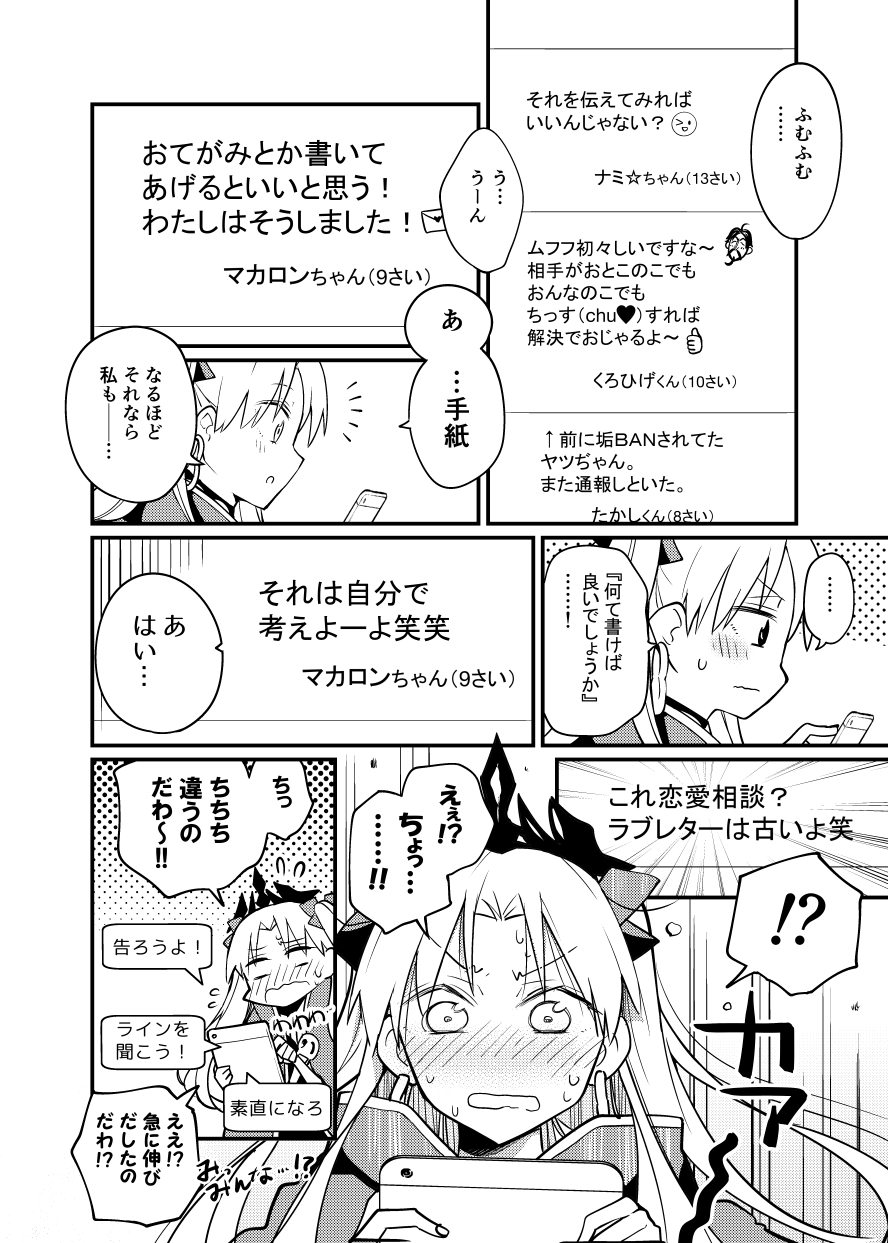 ふむふむ
……
それを伝えてみれば
いいんじゃない？
ナミ☆ちゃん（13さい）
ムフフ初々しいですな〜
相手がおとこのこでも
おんなのこでも
ちっす（chu♥）すれば
解決でおじゃるよ〜
くろひげくん（10さい）
↑前に垢BANされてた
ヤツぢゃん。
また通報しといた。
たかしくん（8さい）
う…
うーん
おてがみとか書いて
あげるといいと思う！
わたしはそうしました！
マカロンちゃん（9さい）
あ
…手紙
なるほど
それなら
私も──…
……
『何て書けば
良いでしょうか』
……！
それは自分で
考えよーよ笑笑
マカロンちゃん（9さい）
あ
はい…
これ恋愛相談？
ラブレターは古いよ笑
!?
カァァ
えぇ!?
ちょっ…
……!!
ちっ
ちちち
違うの
だわ〜!!
告ろうよ！
ラインを
聞こう！
素直になろ
わわわ
ええ!?
急に伸び
だしたの
だわ!?
みっ
みんな…!?